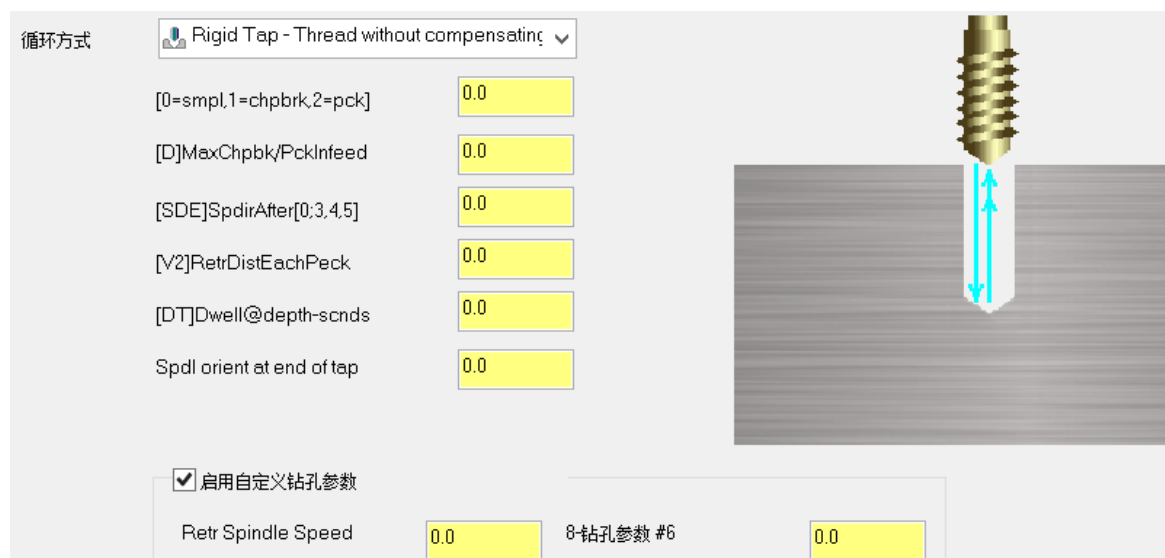 循环方式 Rigid Tap - Thread without compensating
[0=smpl,1=chpbrk,2=pck] 0.0
[D]MaxChpbk/PckInfeed 0.0
[SDE]SpdirAfter[0;3,4,5] 0.0
[V2]RetrDistEachPeck 0.0
[DT]Dwell@depth-scnds 0.0
Spdl orient at end of tap 0.0
启用自定义钻孔参数
Retr Spindle Speed 0.0 8-钻孔参数 #6 0.0